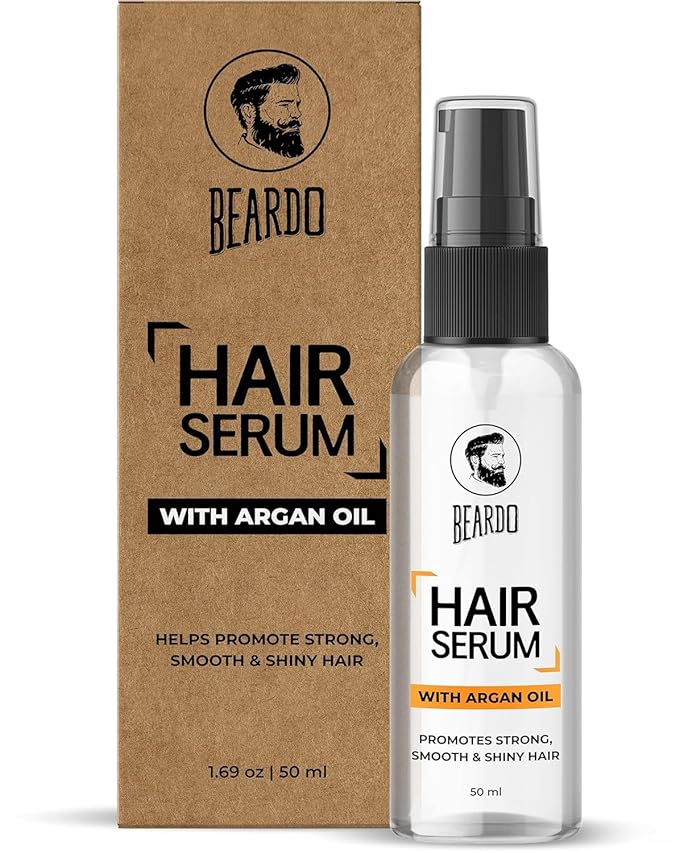 BEARDO
HAIR
SERUM
WITH ARGAN OIL
HELPS PROMOTE STRONG,
SMOOTH & SHINY HAIR
1.69 oz | 50 ml
BEARDO
HAIR
SERUM
WITH ARGAN OIL
PROMOTES STRONG,
SMOOTH & SHINY HAIR
50 ml